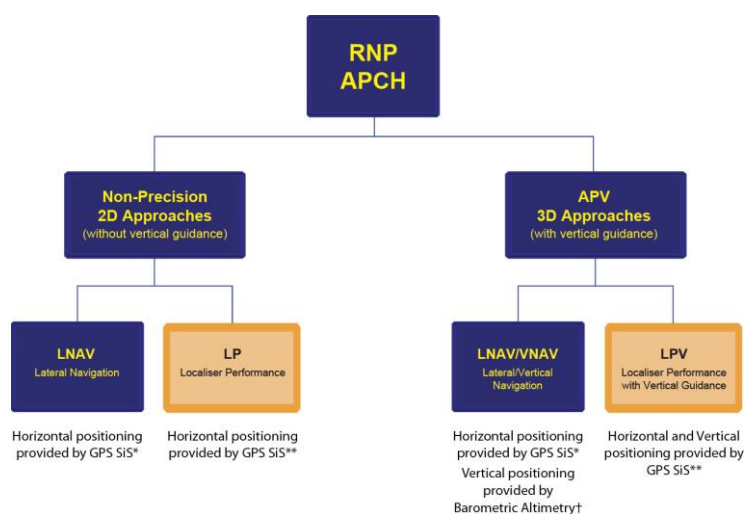 RNP
APCH
Non-Precision
2D Approaches
(without vertical guidance)
APV
3D Approaches
(with vertical guidance)
LNAV
Lateral Navigation
LP
Localiser Performance
LNAV/VNAV
Lateral/Vertical
Navigation
LPV
Localiser Performance
with Vertical Guidance
Horizontal positioning
provided by GPS SiS*
Horizontal positioning
provided by GPS SiS**
Horizontal positioning
provided by GPS SiS*
Vertical positioning
provided by
Barometric Altimetry†
Horizontal and Vertical
positioning provided by
GPS SiS**